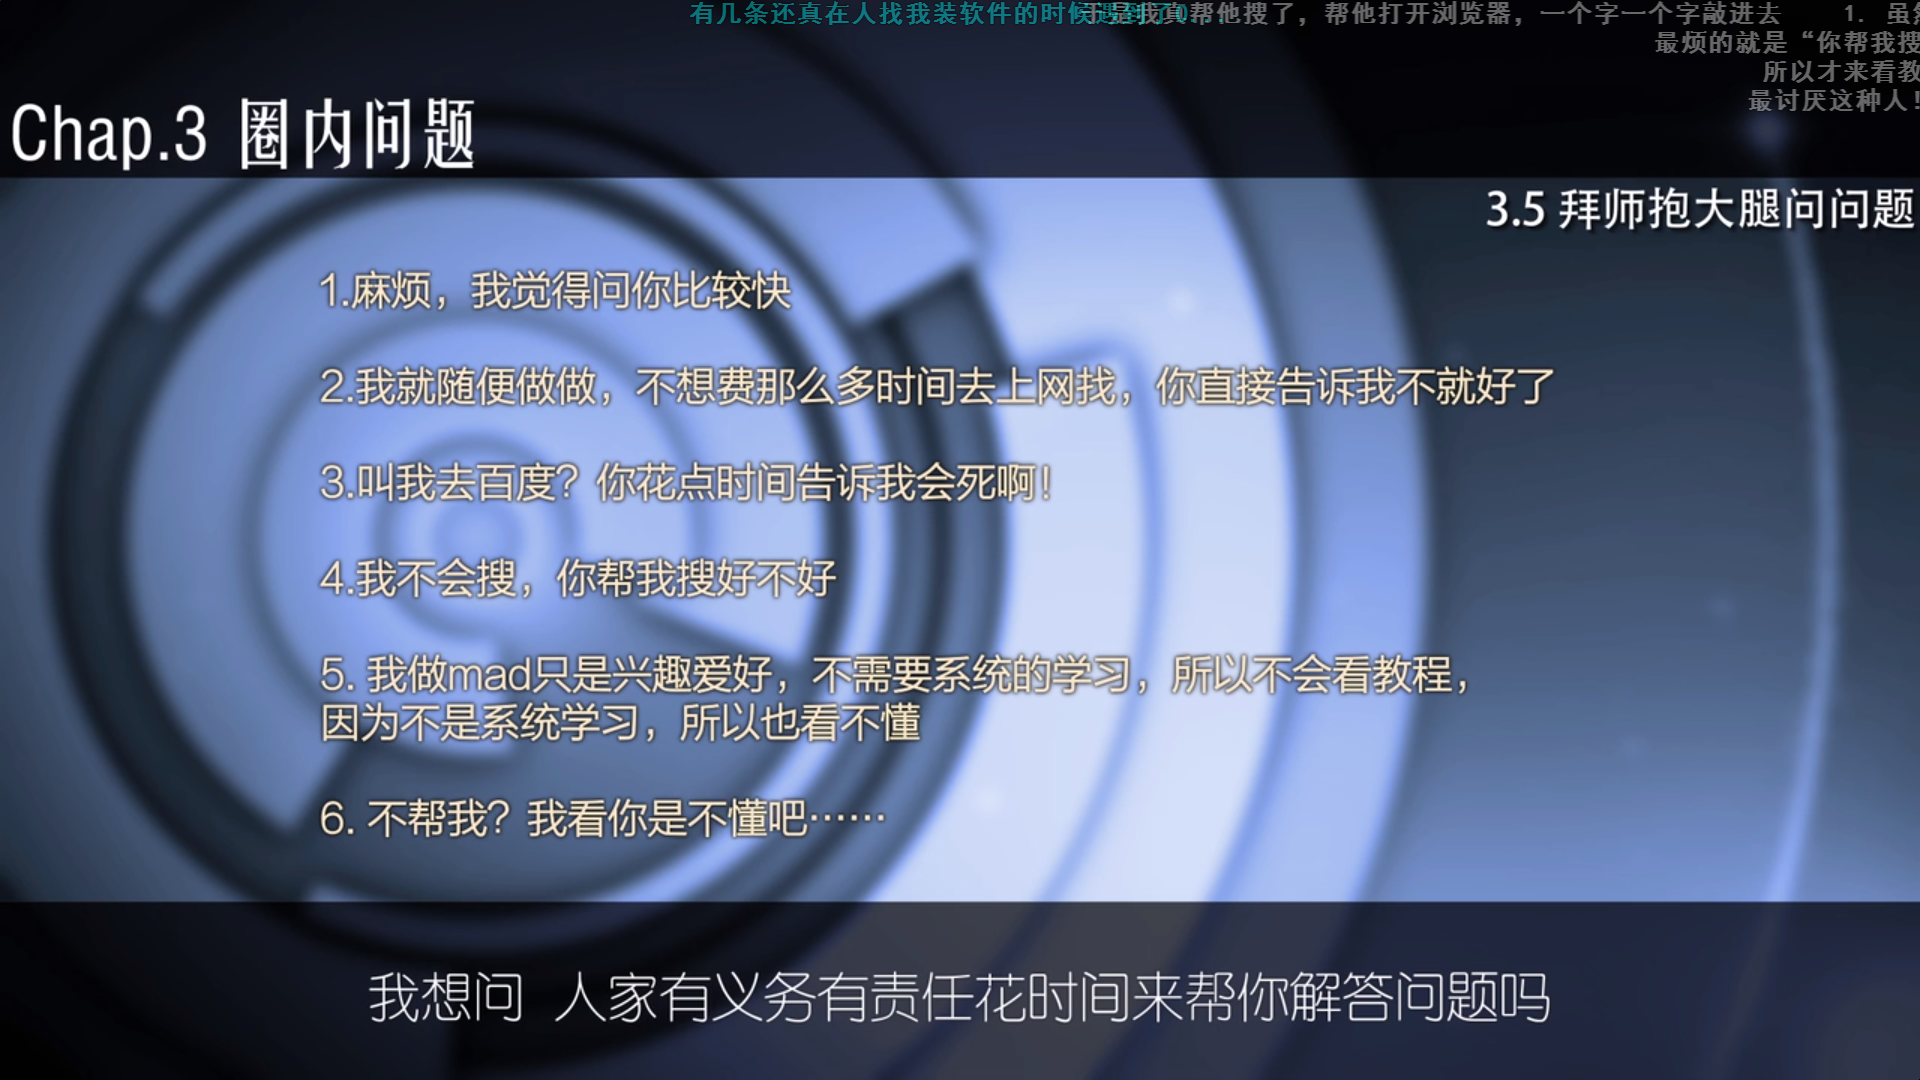 有几条还真在人找我装软件的时候
帮他搜了，帮他打开浏览器，一个字一个字敲进去
1. 虽
最烦的就是“你帮我搜
所以才来看教
最讨厌这种人！
Chap.3 圈内问题
3.5 拜师抱大腿问问题
1.麻烦，我觉得问你比较快
2.我就随便做做，不想费那么多时间去上网找，你直接告诉我不就好了
3.叫我去百度？你花点时间告诉我会死啊！
4.我不会搜，你帮我搜好不好
5. 我做mad只是兴趣爱好，不需要系统的学习，所以不会看教程，
因为不是系统学习，所以也看不懂
6. 不帮我？我看你是不懂吧……
我想问 人家有义务有责任花时间来帮你解答问题吗